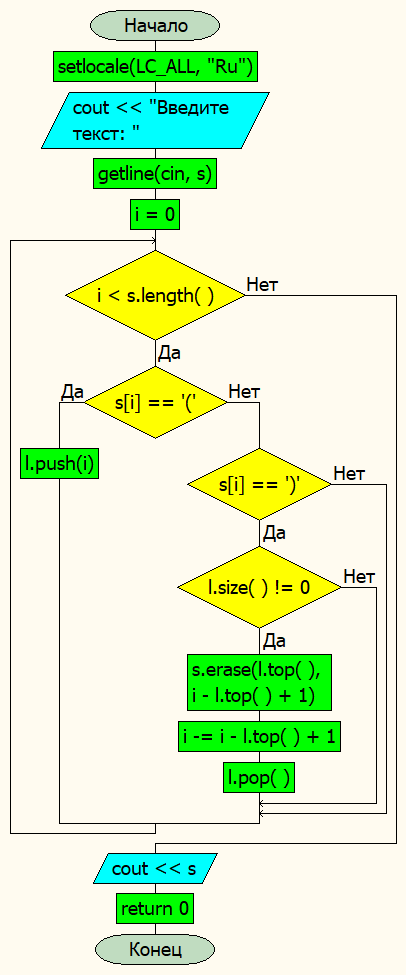 Начало
setlocale(LC_ALL, "Ru")
cout << "Введите
текст: "
getline(cin, s)
i = 0
i < s.length( )
Нет
Да
s[i] == '('
Да
Нет
l.push(i)
s[i] == ')'
Нет
Да
l.size( ) != 0
Нет
Да
s.erase(l.top( ),
i - l.top( ) + 1)
i -= i - l.top( ) + 1
l.pop( )
cout << s
return 0
Конец